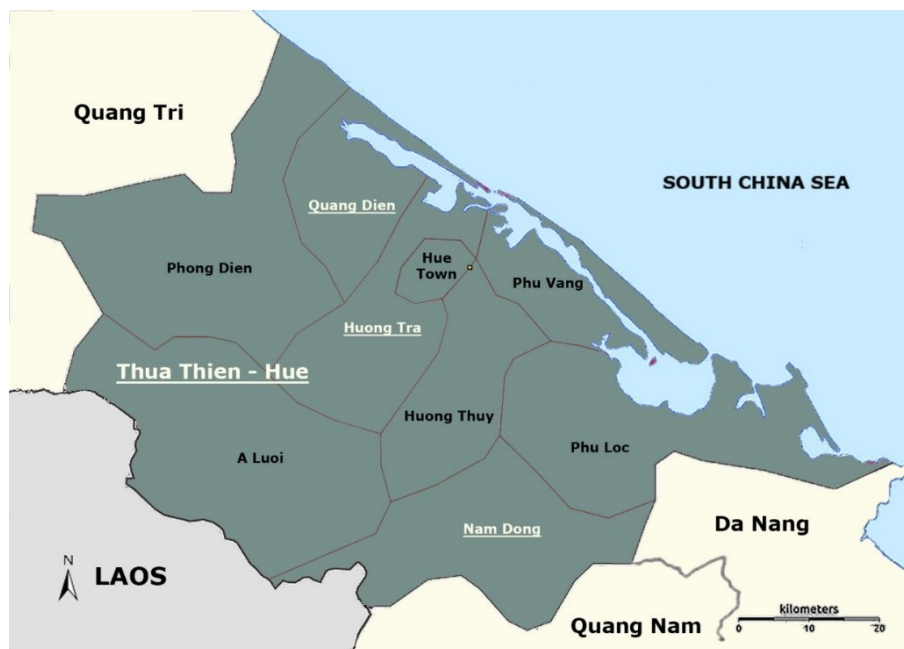 Quang Tri
SOUTH CHINA SEA
Quang Dien
Hue
Town
Phong Dien
Phu Vang
Huong Tra
Thua Thien - Hue
Huong Thuy
Phu Loc
A Luoi
Nam Dong
Da Nang
N
LAOS
kilometers
0 10 20
Quang Nam